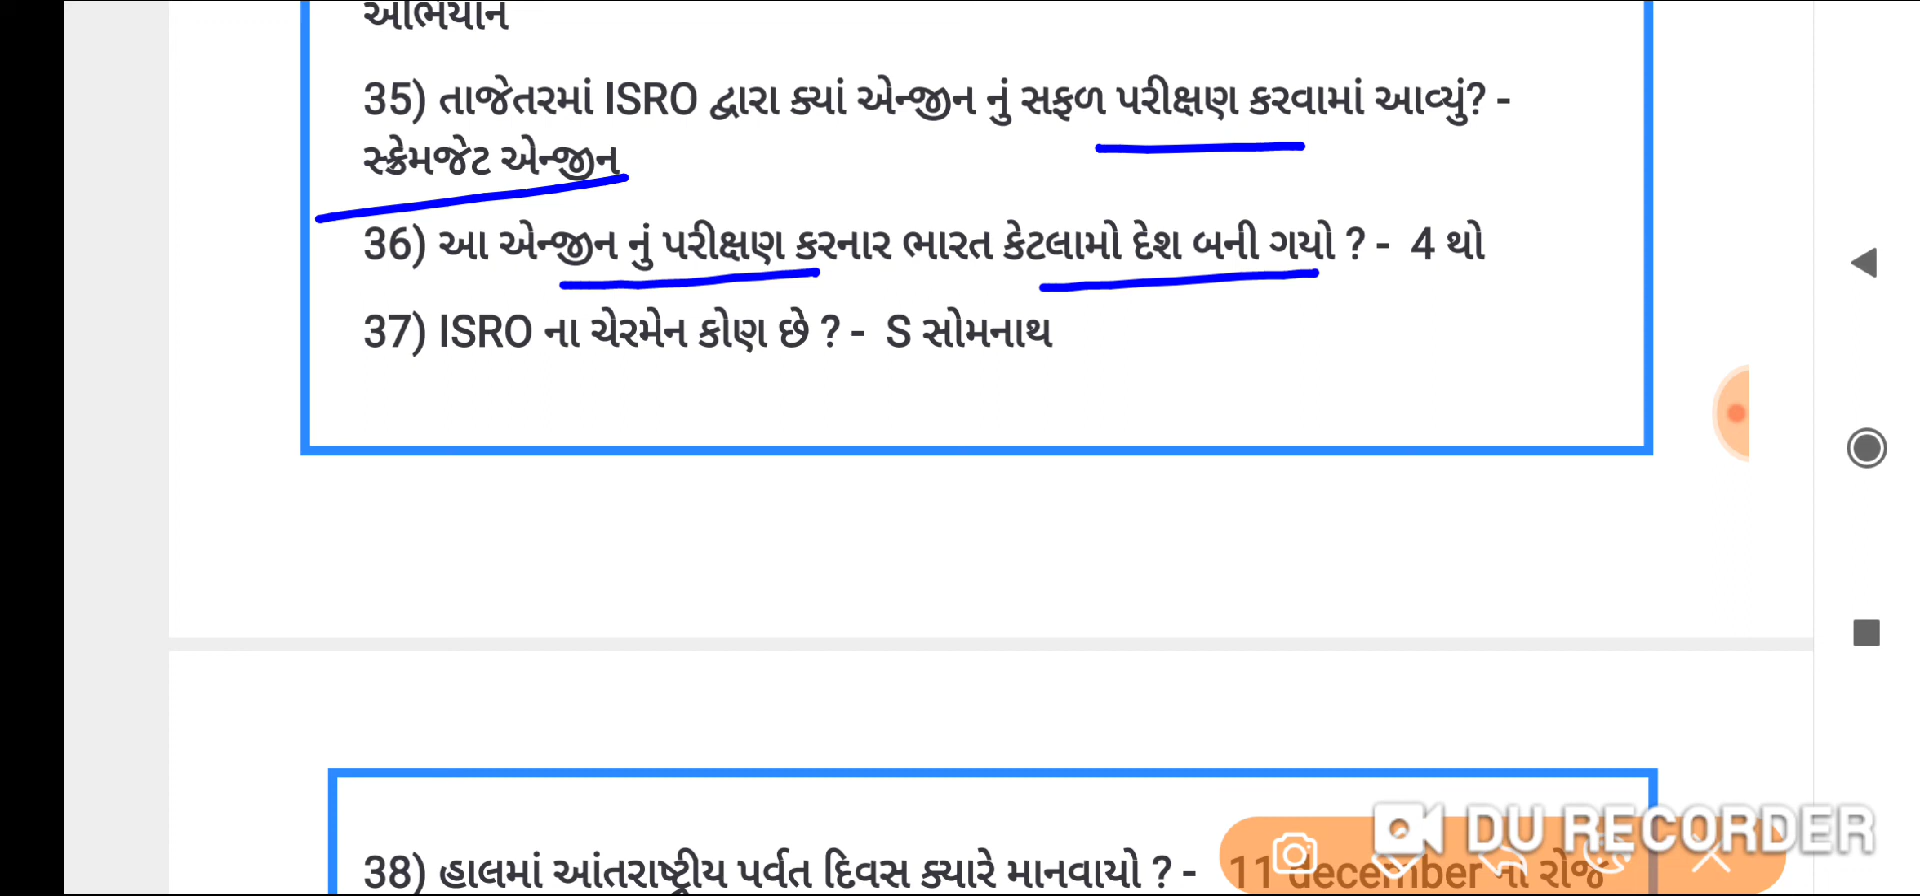 અભિયાન
35) તાજેતરમાં ISRO દ્વારા ક્યાં એન્જીન નું સફળ પરીક્ષણ કરવામાં આવ્યું? -
સ્ક્રેમજેટ એન્જીન
36) આ એન્જીન નું પરીક્ષણ કરનાર ભારત કેટલામો દેશ બની ગયો ? - 4 થો
37) ISRO ના ચેરમેન કોણ છે ? - S સોમનાથ
DU RECORDER
38) હાલમાં આંતરાષ્ટ્રીય પર્વત દિવસ ક્યારે માનવાયો ? - 11 december ના રોજ